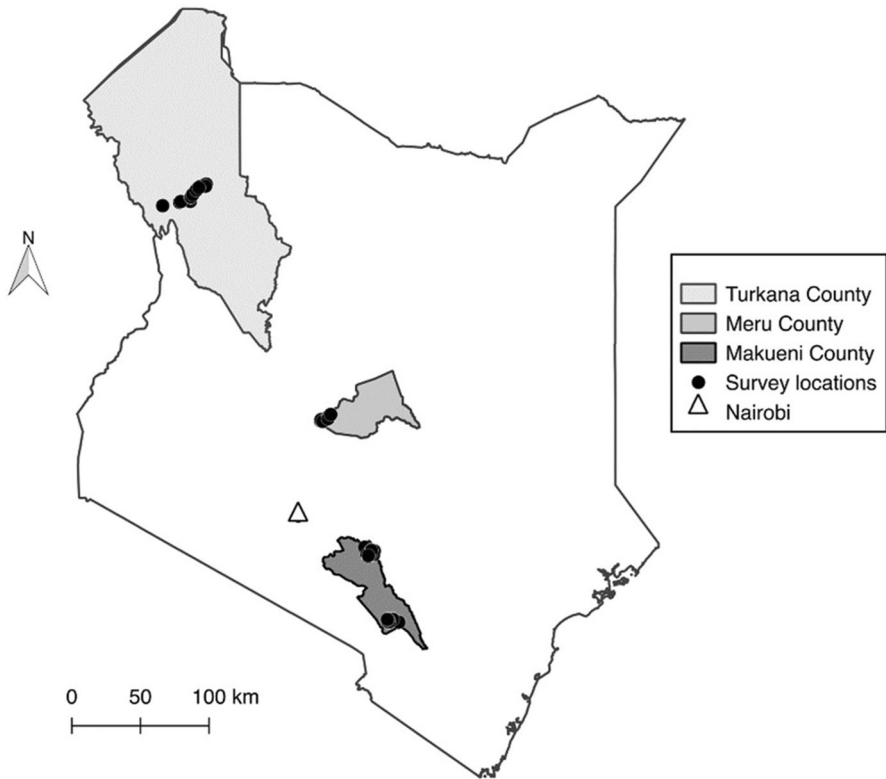 N
Turkana County
Meru County
Makueni County
Survey locations
Nairobi
0 50 100 km